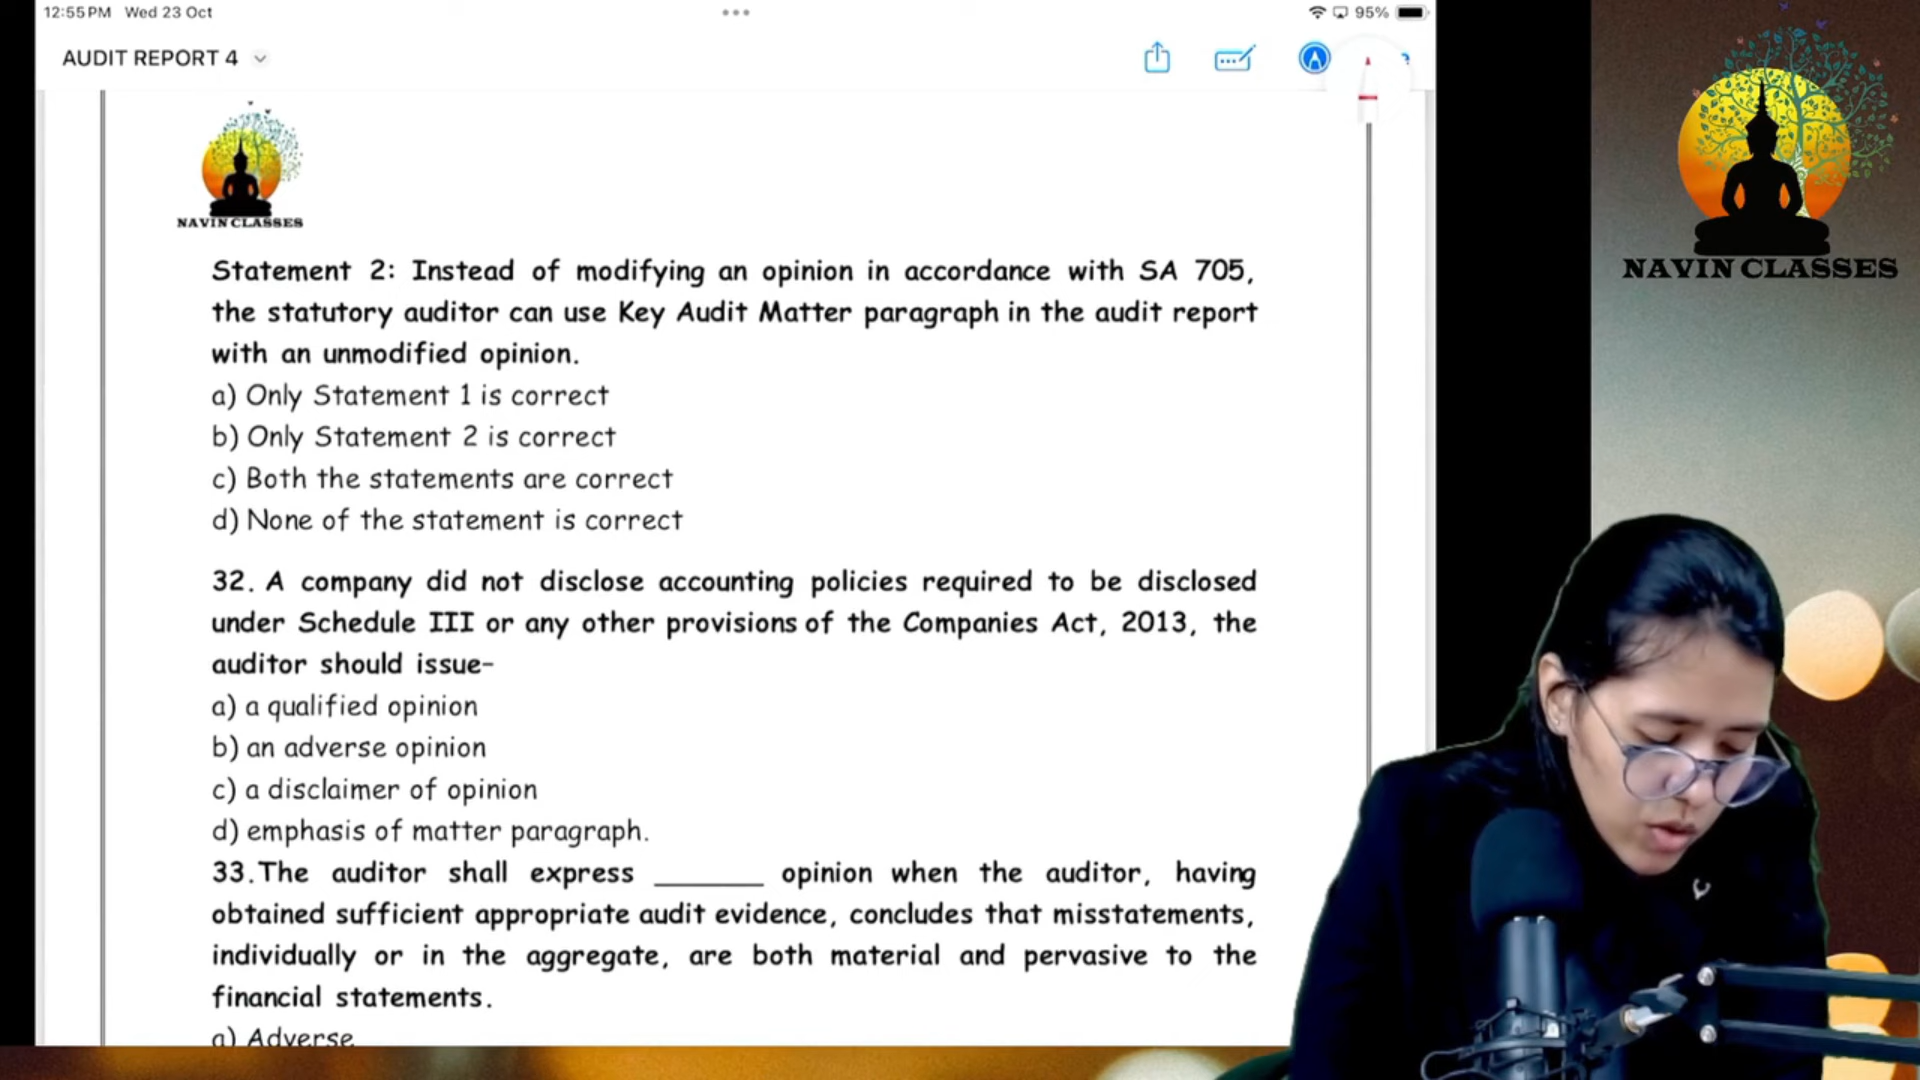 12:55 PM Wed 23 Oct
95%
AUDIT REPORT 4
NAVIN CLASSES
NAVIN CLASSES
Statement 2: Instead of modifying an opinion in accordance with SA 705,
the statutory auditor can use Key Audit Matter paragraph in the audit report
with an unmodified opinion.
a) Only Statement 1 is correct
b) Only Statement 2 is correct
c) Both the statements are correct
d) None of the statement is correct
32. A company did not disclose accounting policies required to be disclosed
under Schedule III or any other provisions of the Companies Act, 2013, the
auditor should issue-
a) a qualified opinion
b) an adverse opinion
c) a disclaimer of opinion
d) emphasis of matter paragraph.
33.The auditor shall express ______ opinion when the auditor, having
obtained sufficient appropriate audit evidence, concludes that misstatements,
individually or in the aggregate, are both material and pervasive to the
financial statements.
a) Adverse